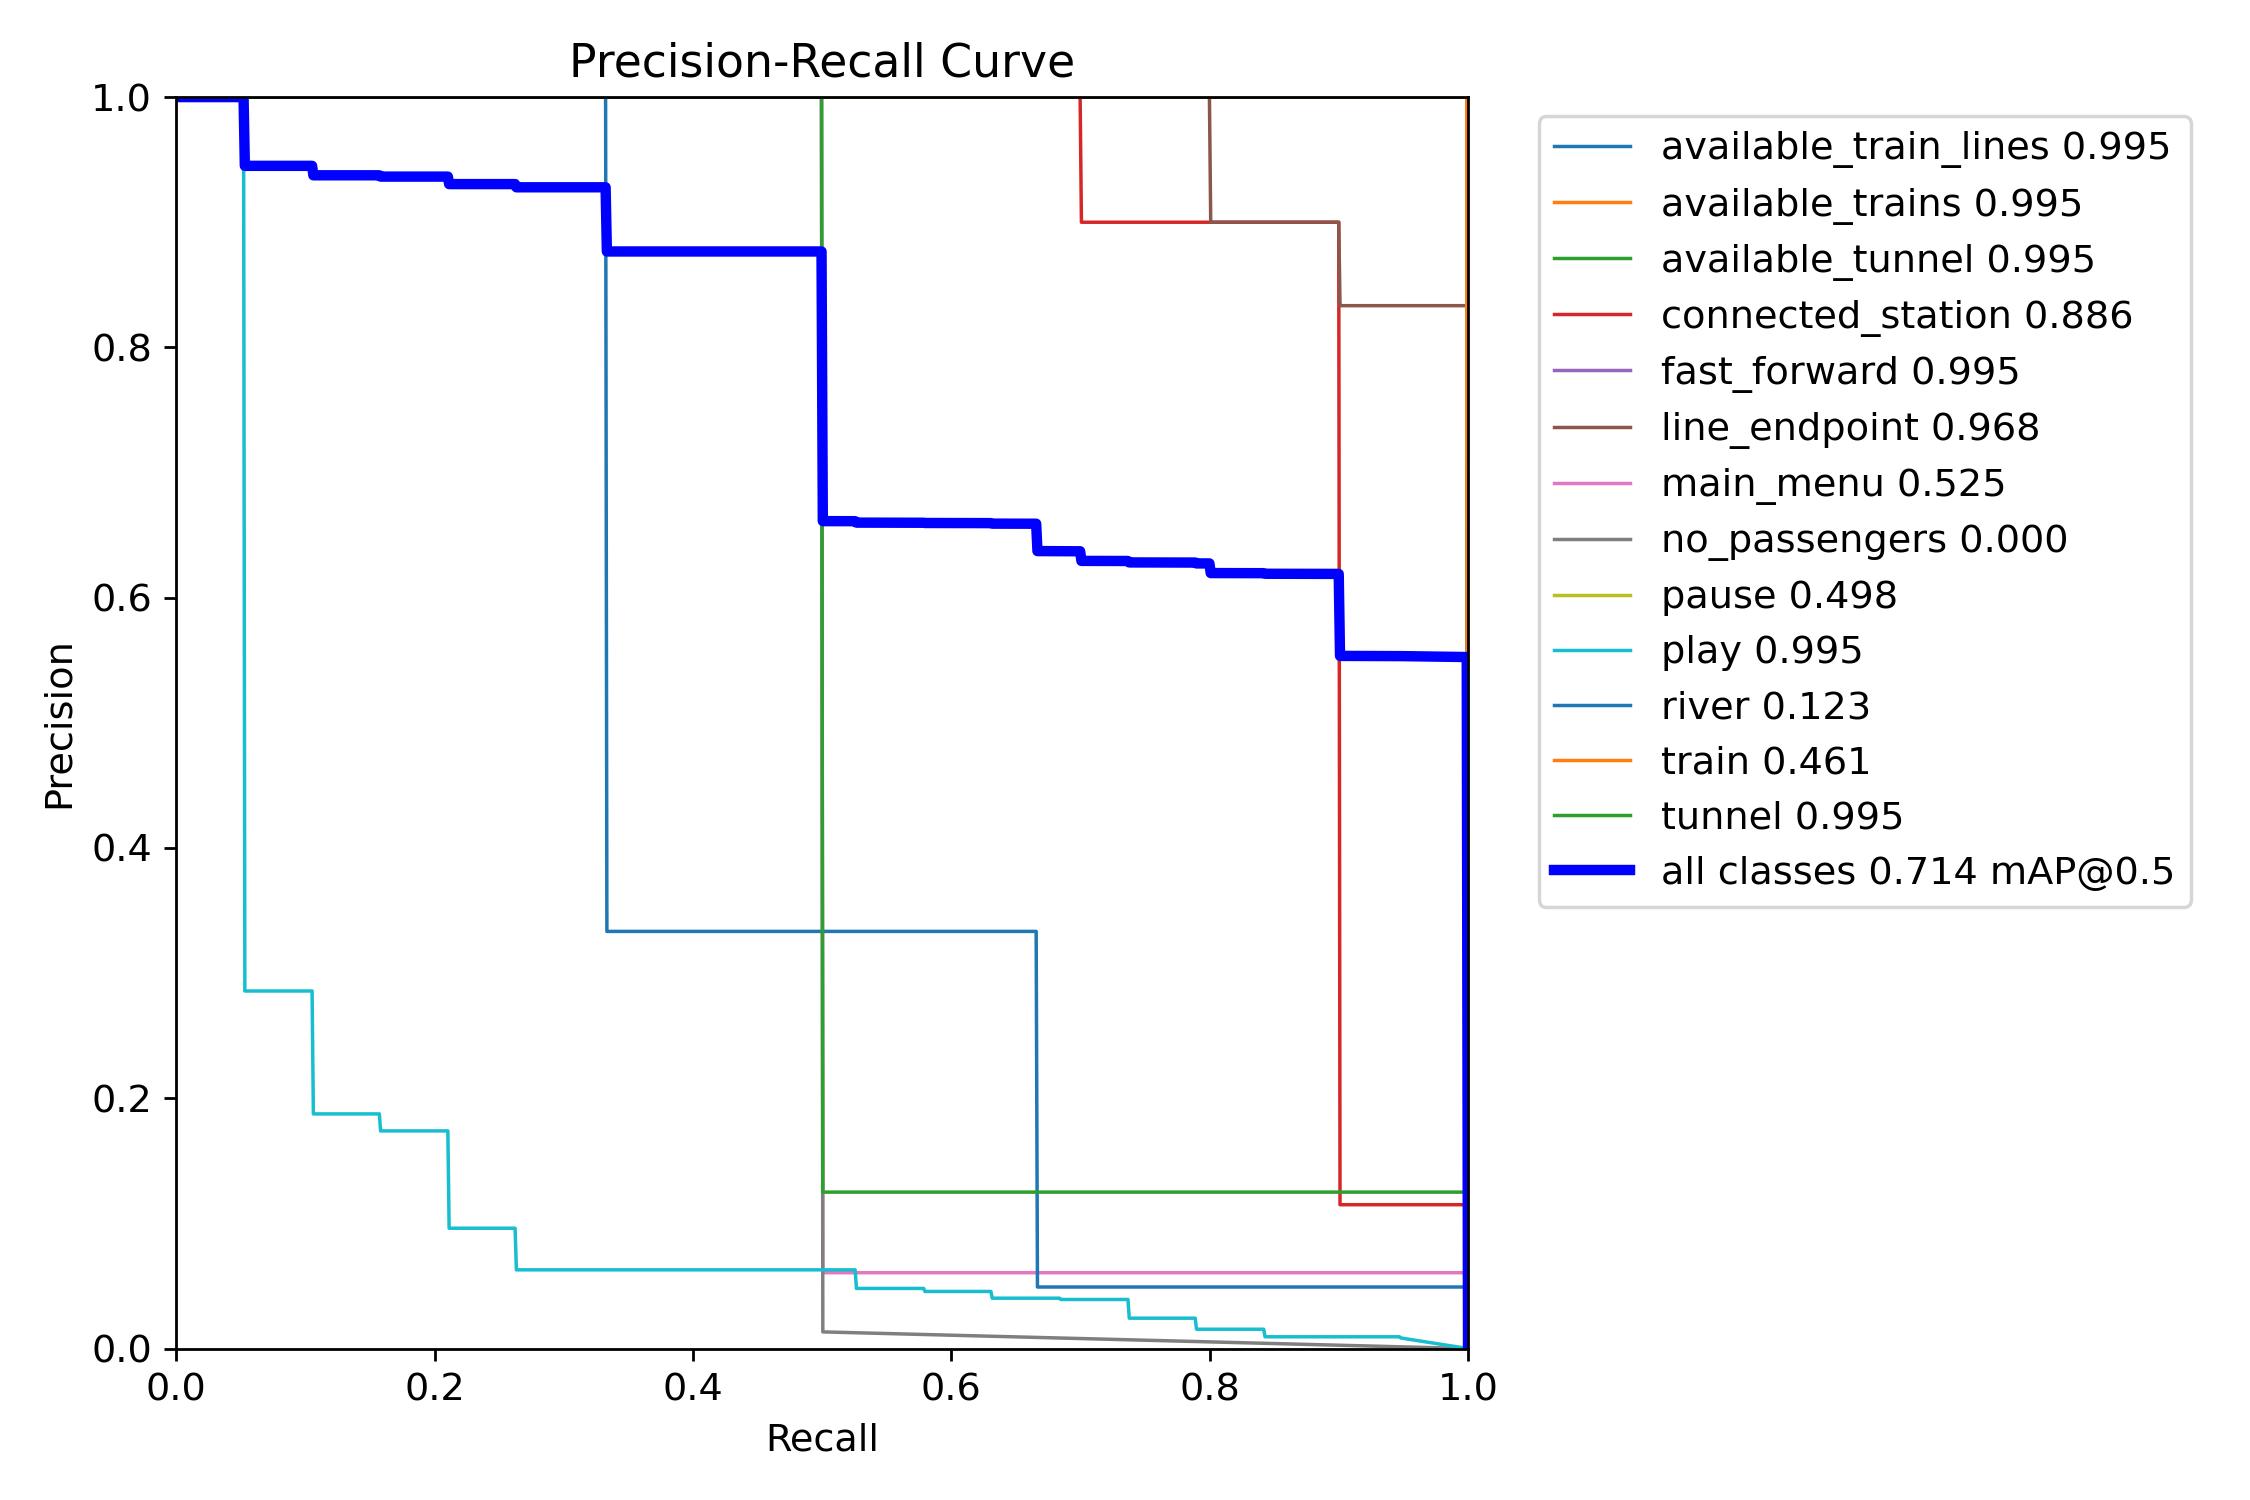 Precision-Recall Curve
1.0
0.8
0.6
0.4
0.2
0.0
Precision
0.0 0.2 0.4 0.6 0.8 1.0
Recall
available_train_lines 0.995
available_trains 0.995
available_tunnel 0.995
connected_station 0.886
fast_forward 0.995
line_endpoint 0.968
main_menu 0.525
no_passengers 0.000
pause 0.498
play 0.995
river 0.123
train 0.461
tunnel 0.995
all classes 0.714 mAP@0.5